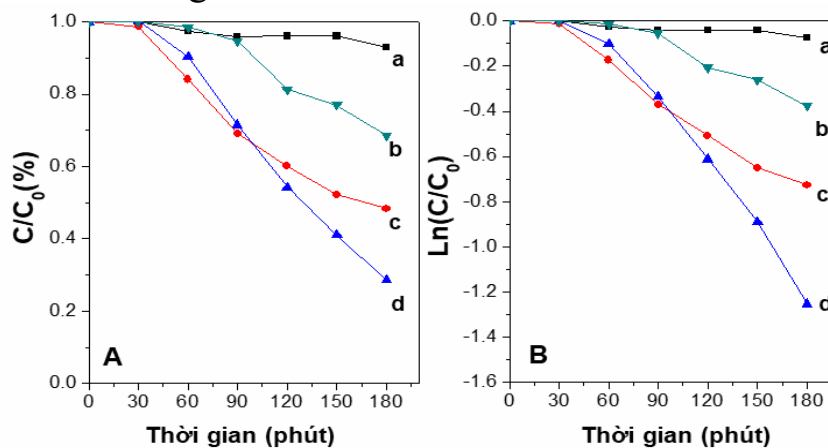 C/C₀(%)
1.0
0.8
0.6
0.4
0.2
0.0
a
b
c
d
A
0 30 60 90 120 150 180
Thời gian (phút)
Ln(C/C₀)
0.0
-0.2
-0.4
-0.6
-0.8
-1.0
-1.2
-1.4
-1.6
a
b
c
d
B
0 30 60 90 120 150 180
Thời gian (phút)